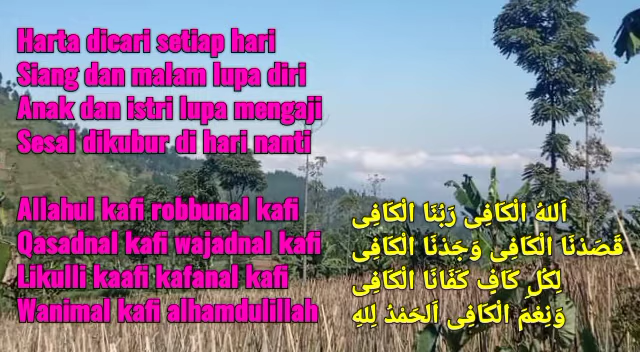 Harta dicari setiap hari
Siang dan malam lupa diri
Anak dan istri lupa mengaji
Sesal dikubur di hari nanti
Allahul kafi robbunal kafi
Qasadnal kafi wajadnal kafi
Likulli kaafi kafanal kafi
Wanimal kafi alhamdulillah
اَللهُ الْكَافِى رَبُنَا الْكَافِى
قَصَدْنَا الْكَافِى وَجَدْنَا الْكَافِى
لِكُلِ كَافٍ كَفَانَا الْكَافِى
وَنِعْمَ الْكَافِى اَلحَمْدُ لِلهِ